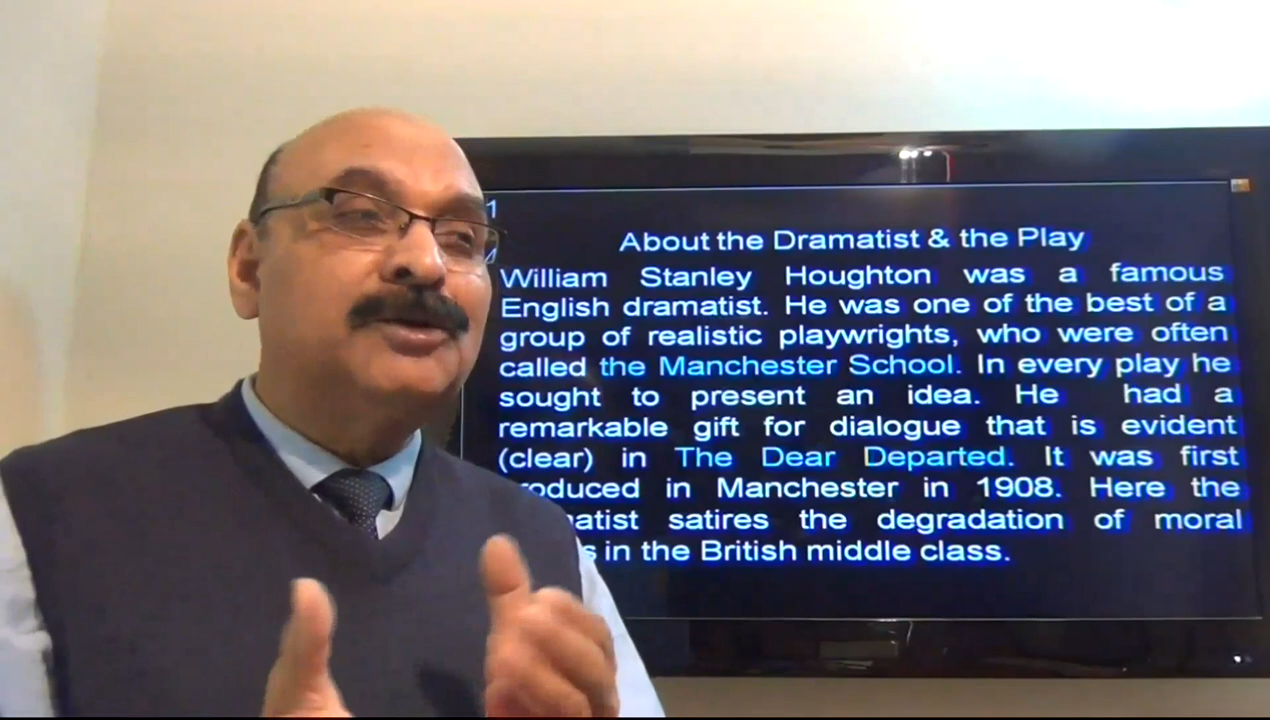 1
About the Dramatist & the Play
William Stanley Houghton was a famous
English dramatist. He was one of the best of a
group of realistic playwrights, who were often
called the Manchester School. In every play he
sought to present an idea. He had a
remarkable gift for dialogue that is evident
(clear) in The Dear Departed. It was first
in Manchester in 1908. Here the
satires the degradation of moral
in the British middle class.